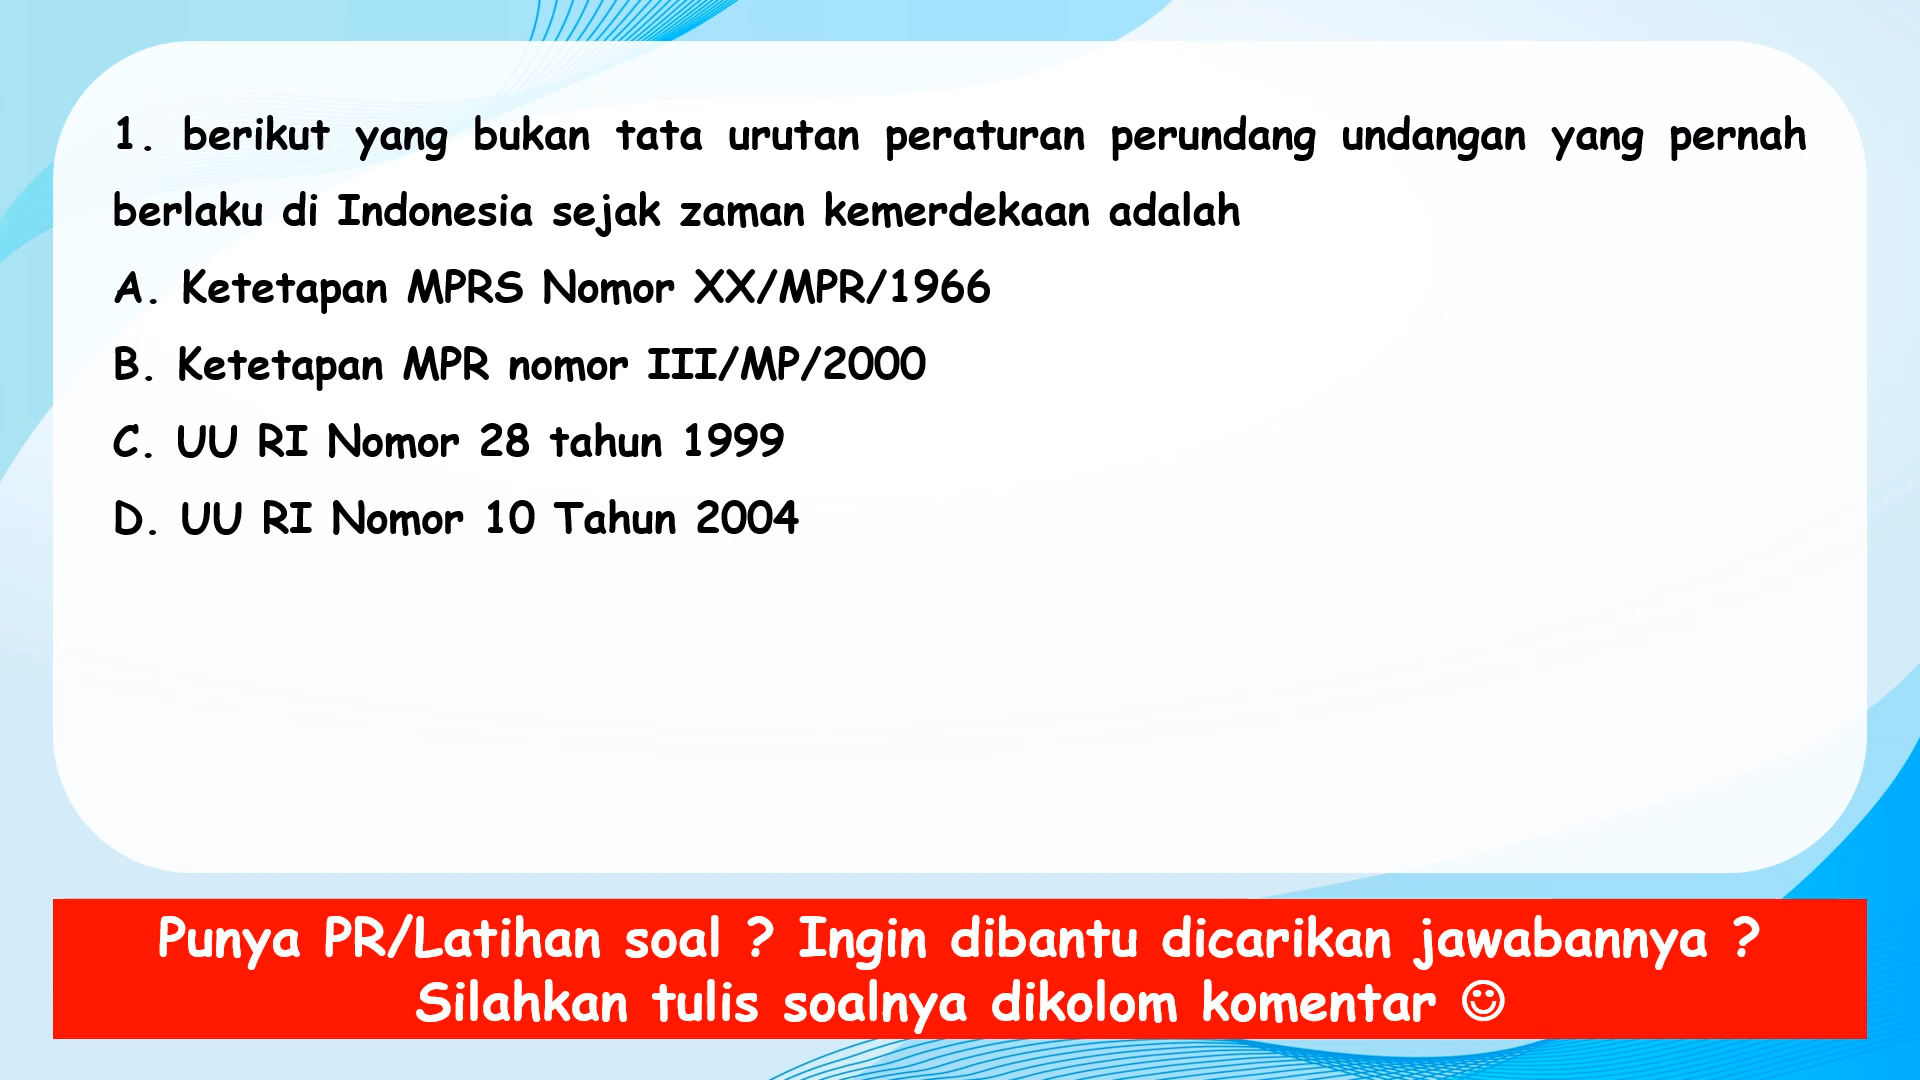 1. berikut yang bukan tata urutan peraturan perundang undangan yang pernah
berlaku di Indonesia sejak zaman kemerdekaan adalah
A. Ketetapan MPRS Nomor XX/MPR/1966
B. Ketetapan MPR nomor III/MP/2000
C. UU RI Nomor 28 tahun 1999
D. UU RI Nomor 10 Tahun 2004
Punya PR/Latihan soal ? Ingin dibantu dicarikan jawabannya ?
Silahkan tulis soalnya dikolom komentar ☺